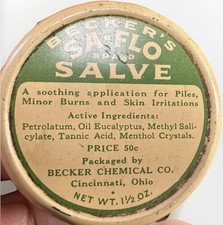 BECKER'S
SA-FLO
BRAND
SALVE
A soothing application for Piles,
Minor Burns and Skin Irritations
Active Ingredients:
Petrolatum, Oil Eucalyptus, Methyl Sali-
cylate, Tannic Acid, Menthol Crystals.
PRICE 50c
Packaged by
BECKER CHEMICAL CO.
Cincinnati, Ohio
NET WT. 1½ OZ.